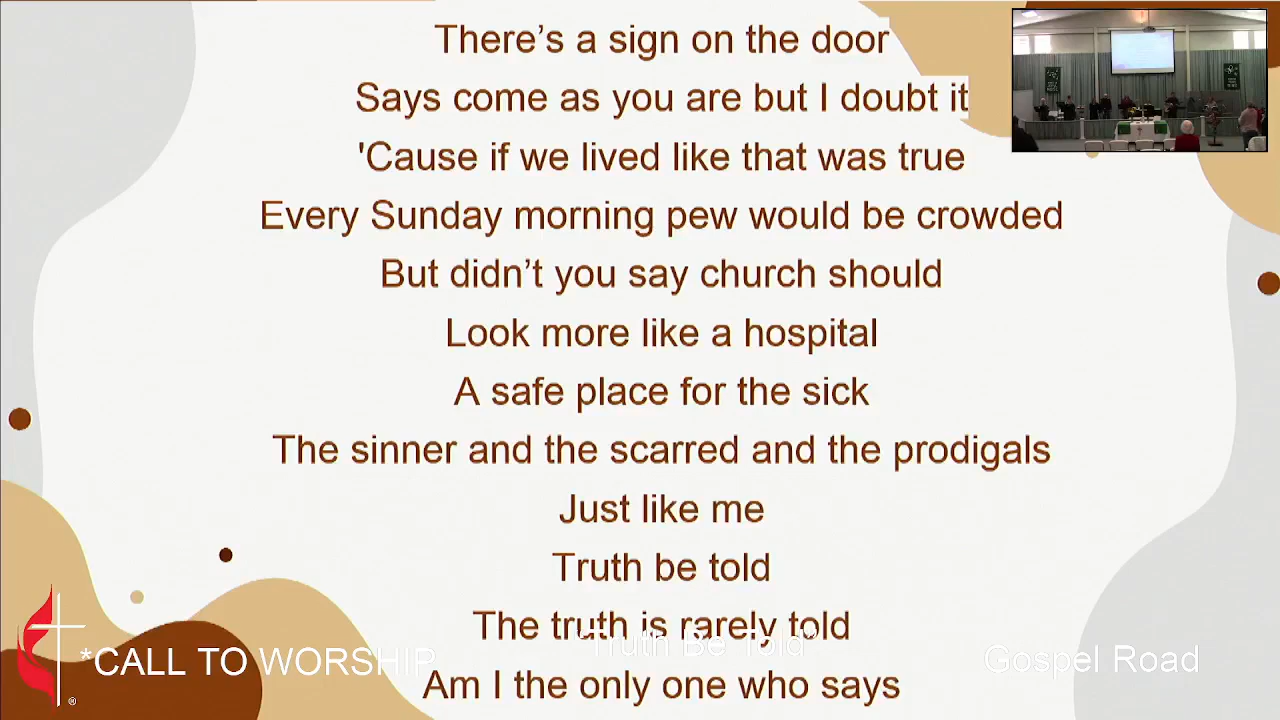 There's a sign on the door
Says come as you are but I doubt it
'Cause if we lived like that was true
Every Sunday morning pew would be crowded
But didn't you say church should
Look more like a hospital
A safe place for the sick
The sinner and the scarred and the prodigals
Just like me
Truth be told
The truth is rarely told
Am I the only one who says
*CALL TO WORSHIP
"Truth Be Told"
Gospel Road
®